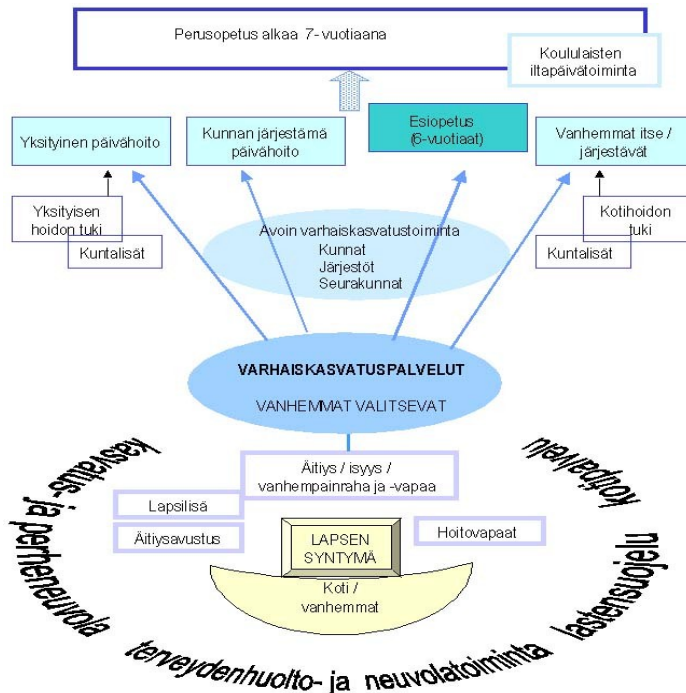 Perusopetus alkaa 7- vuotiaana
Koululaisten
iltapäivätoiminta
Yksityinen päivähoito
Kunnan järjestämä
päivähoito
Esiopetus
(6-vuotiaat)
Vanhemmat itse /
järjestävät
Yksityisen
hoidon tuki
Kuntalisät
Avoin varhaiskasvatustoiminta
Kunnat
Järjestöt
Seurakunnat
Kotihoidon
tuki
Kuntalisät
VARHAISKASVATUSPALVELUT
VANHEMMAT VALITSEVAT
Äitiys / isyys /
vanhempainraha ja -vapaa
Lapsilisä
Äitiysavustus
Hoitovapaat
LAPSEN
SYNTYMÄ
Koti /
vanhemmat
kasvatus- ja perheneuvola
terveydenhuolto- ja neuvolatoiminta
lastensuojelu
kotipalvelu